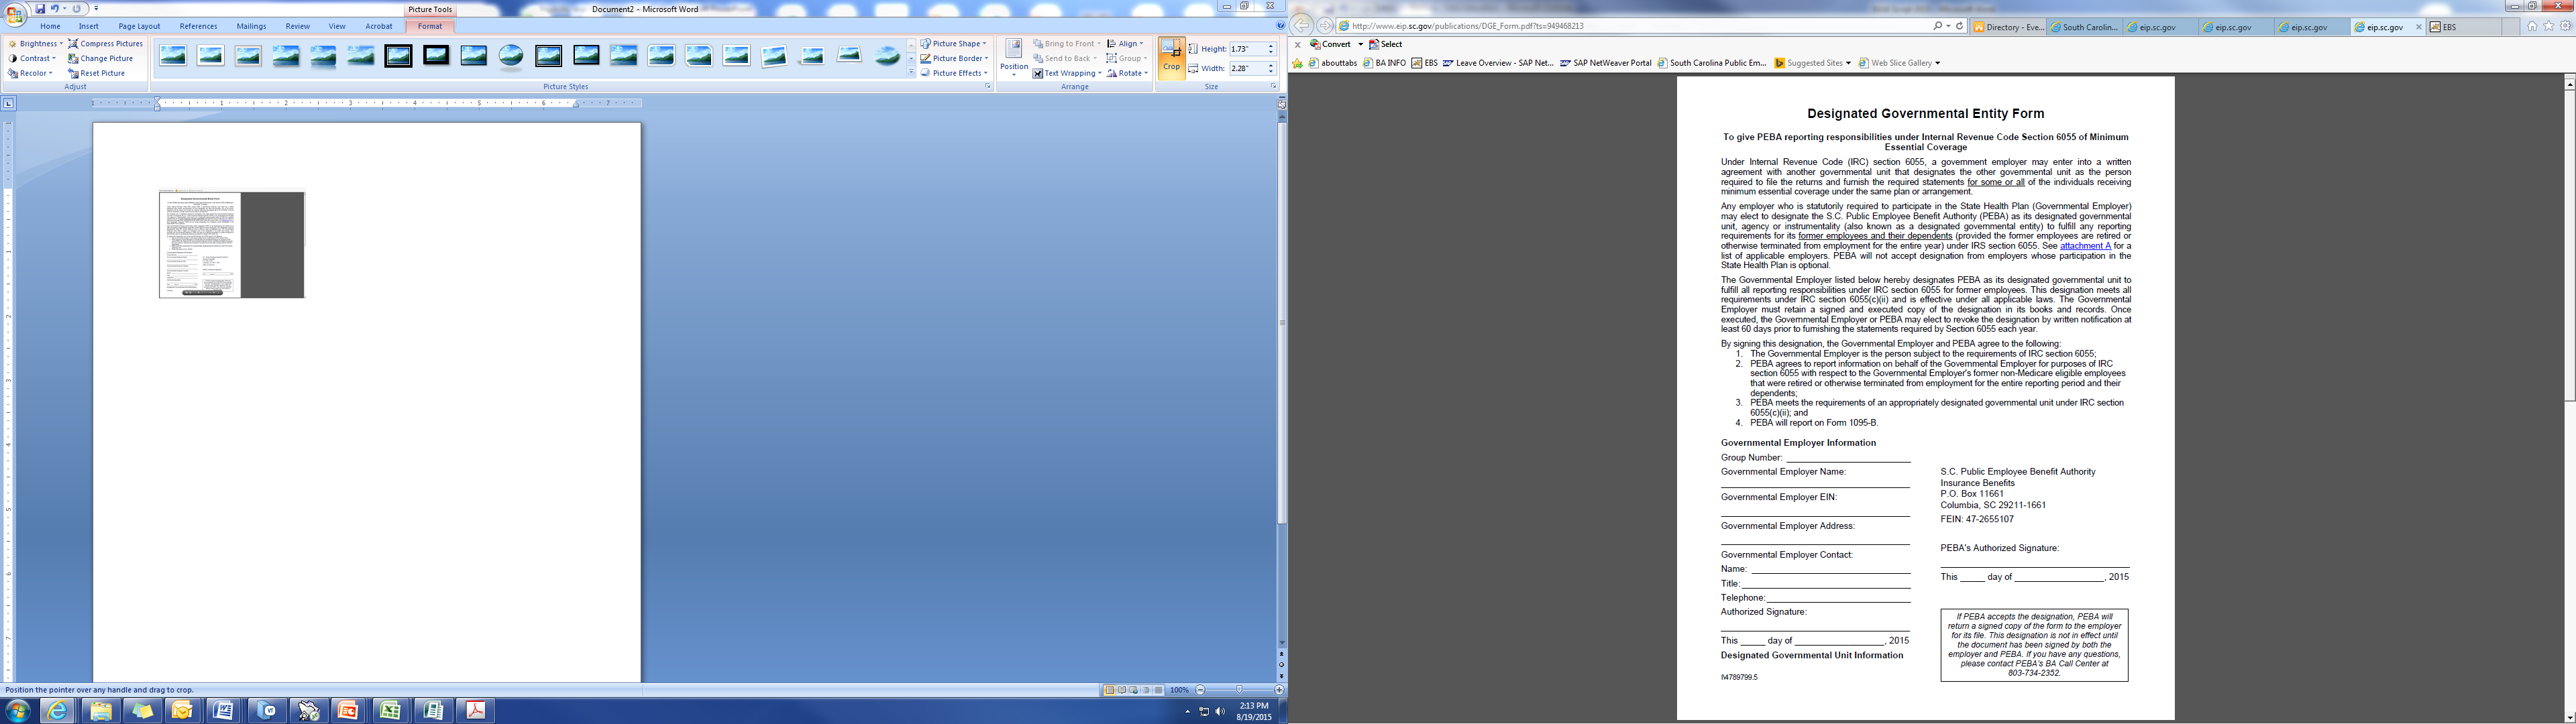 Picture Tools
Document2 - Microsoft Word
Home Insert Page Layout References Mailings Review View Acrobat Format
Brightness Compress Pictures
Contrast Change Picture
Recolor Reset Picture
Adjust
Picture Styles
Picture Shape
Picture Border
Picture Effects
Position
Bring to Front
Send to Back
Text Wrapping
Align
Group
Rotate
Arrange
Crop
Height: 1.73"
Width: 2.28"
Size
Position the pointer over any handle and drag to crop.
100%
2:13 PM
8/19/2015
http://www.eip.sc.gov/publications/DGE_Form.pdf?ts=949468213
Directory - Eve...
South Carolin...
eip.sc.gov
eip.sc.gov
eip.sc.gov
eip.sc.gov
EBS
Convert Select
abouttabs BA INFO EBS Leave Overview - SAP Net... SAP NetWeaver Portal South Carolina Public Em... Suggested Sites Web Slice Gallery
Designated Governmental Entity Form
To give PEBA reporting responsibilities under Internal Revenue Code Section 6055 of Minimum
Essential Coverage
Under Internal Revenue Code (IRC) section 6055, a government employer may enter into a written
agreement with another governmental unit that designates the other governmental unit as the person
required to file the returns and furnish the required statements for some or all of the individuals receiving
minimum essential coverage under the same plan or arrangement.
Any employer who is statutorily required to participate in the State Health Plan (Governmental Employer)
may elect to designate the S.C. Public Employee Benefit Authority (PEBA) as its designated governmental
unit, agency or instrumentality (also known as a designated governmental entity) to fulfill any reporting
requirements for its former employees and their dependents (provided the former employees are retired or
otherwise terminated from employment for the entire year) under IRS section 6055. See attachment A for a
list of applicable employers. PEBA will not accept designation from employers whose participation in the
State Health Plan is optional.
The Governmental Employer listed below hereby designates PEBA as its designated governmental unit to
fulfill all reporting responsibilities under IRC section 6055 for former employees. This designation meets all
requirements under IRC section 6055(c)(ii) and is effective under all applicable laws. The Governmental
Employer must retain a signed and executed copy of the designation in its books and records. Once
executed, the Governmental Employer or PEBA may elect to revoke the designation by written notification at
least 60 days prior to furnishing the statements required by Section 6055 each year.
By signing this designation, the Governmental Employer and PEBA agree to the following:
1. The Governmental Employer is the person subject to the requirements of IRC section 6055;
2. PEBA agrees to report information on behalf of the Governmental Employer for purposes of IRC
section 6055 with respect to the Governmental Employer's former non-Medicare eligible employees
that were retired or otherwise terminated from employment for the entire reporting period and their
dependents;
3. PEBA meets the requirements of an appropriately designated governmental unit under IRC section
6055(c)(ii); and
4. PEBA will report on Form 1095-B.
Governmental Employer Information
Group Number:
Governmental Employer Name:
Governmental Employer EIN:
Governmental Employer Address:
Governmental Employer Contact:
Name:
Title:
Telephone:
Authorized Signature:
This _____ day of __________________, 2015
Designated Governmental Unit Information
S.C. Public Employee Benefit Authority
Insurance Benefits
P.O. Box 11661
Columbia, SC 29211-1661
FEIN: 47-2655107
PEBA's Authorized Signature:
This _____ day of __________________, 2015
If PEBA accepts the designation, PEBA will
return a signed copy of the form to the employer
for its file. This designation is not in effect until
the document has been signed by both the
employer and PEBA. If you have any questions,
please contact PEBA's BA Call Center at
803-734-2352.